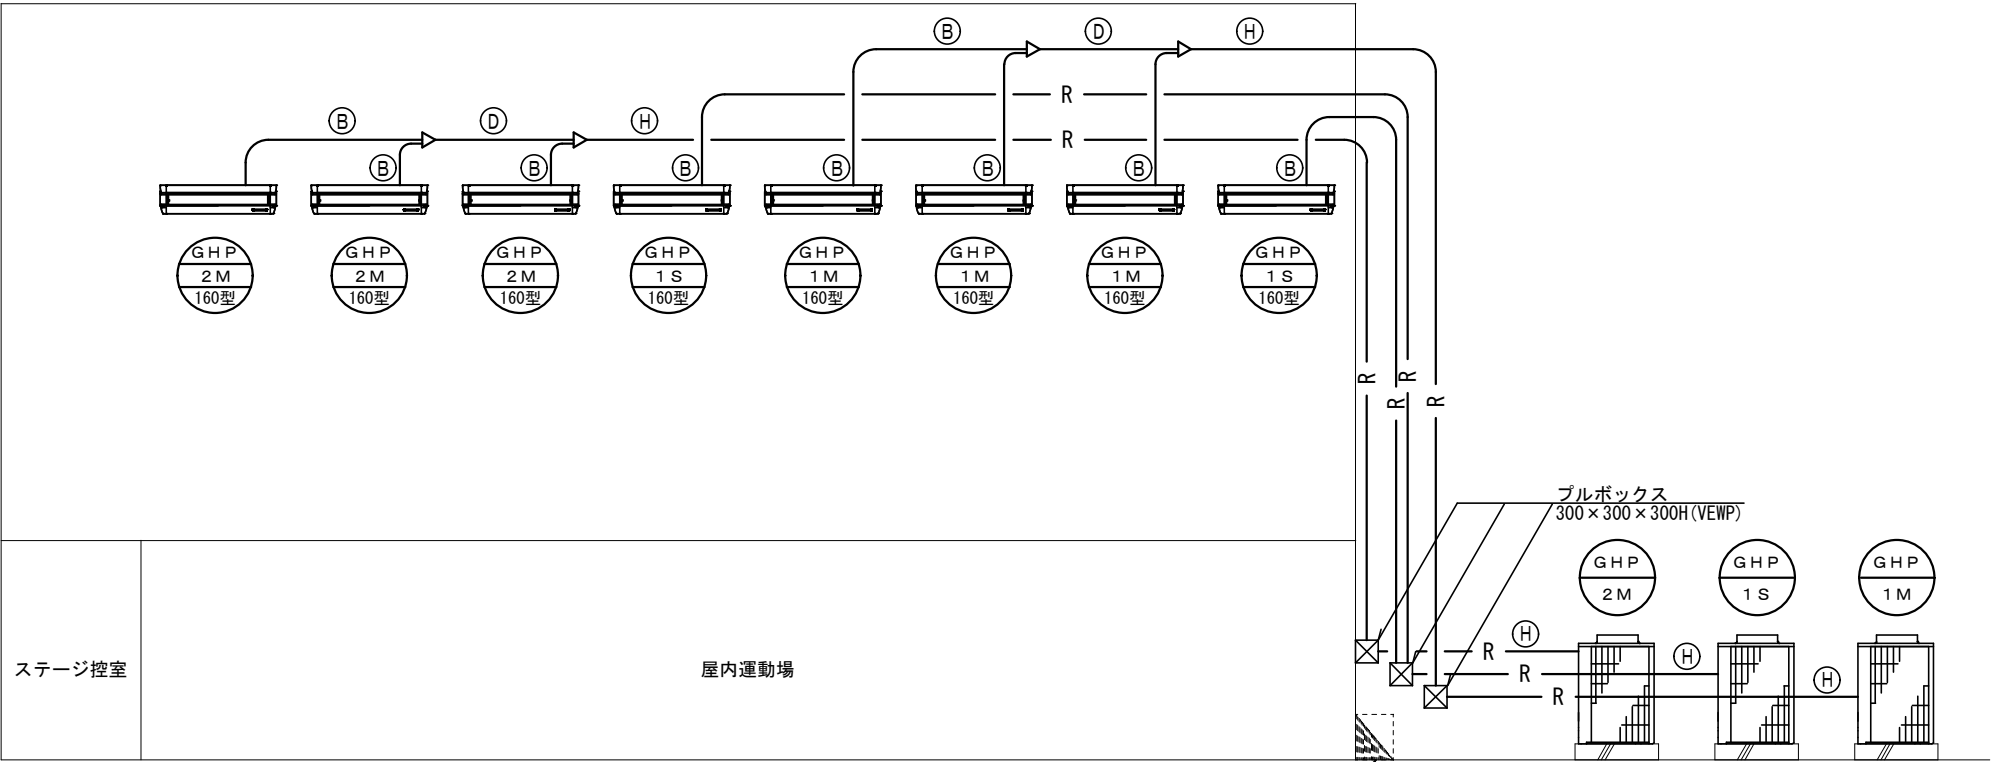 Ⓑ Ⓓ Ⓗ
R
Ⓑ Ⓓ Ⓗ R
Ⓑ Ⓑ Ⓑ Ⓑ Ⓑ Ⓑ Ⓑ
GHP 2M 160型
GHP 2M 160型
GHP 2M 160型
GHP 1S 160型
GHP 1M 160型
GHP 1M 160型
GHP 1M 160型
GHP 1S 160型
R R R R
プルボックス
300×300×300H(VEWP)
GHP 2M
GHP 1S
GHP 1M
R Ⓗ
R Ⓗ
R Ⓗ
ステージ控室
屋内運動場